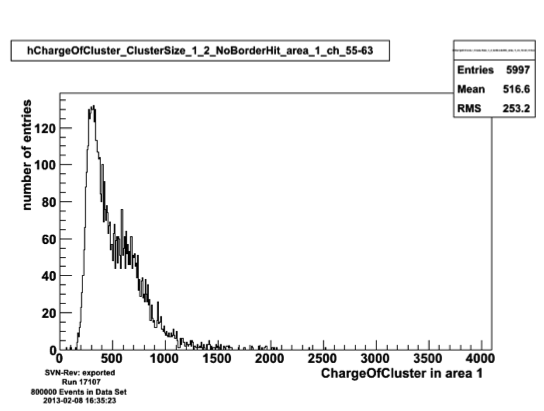 hChargeOfCluster_ClusterSize_1_2_NoBorderHit_area_1_ch_55-63
Entries 5997
Mean 516.6
RMS 253.2
number of entries
120
100
80
60
40
20
0
0 500 1000 1500 2000 2500 3000 3500 4000
ChargeOfCluster in area 1
SVN-Rev: exported
Run 17107
800000 Events in Data Set
2013-02-08 16:35:23